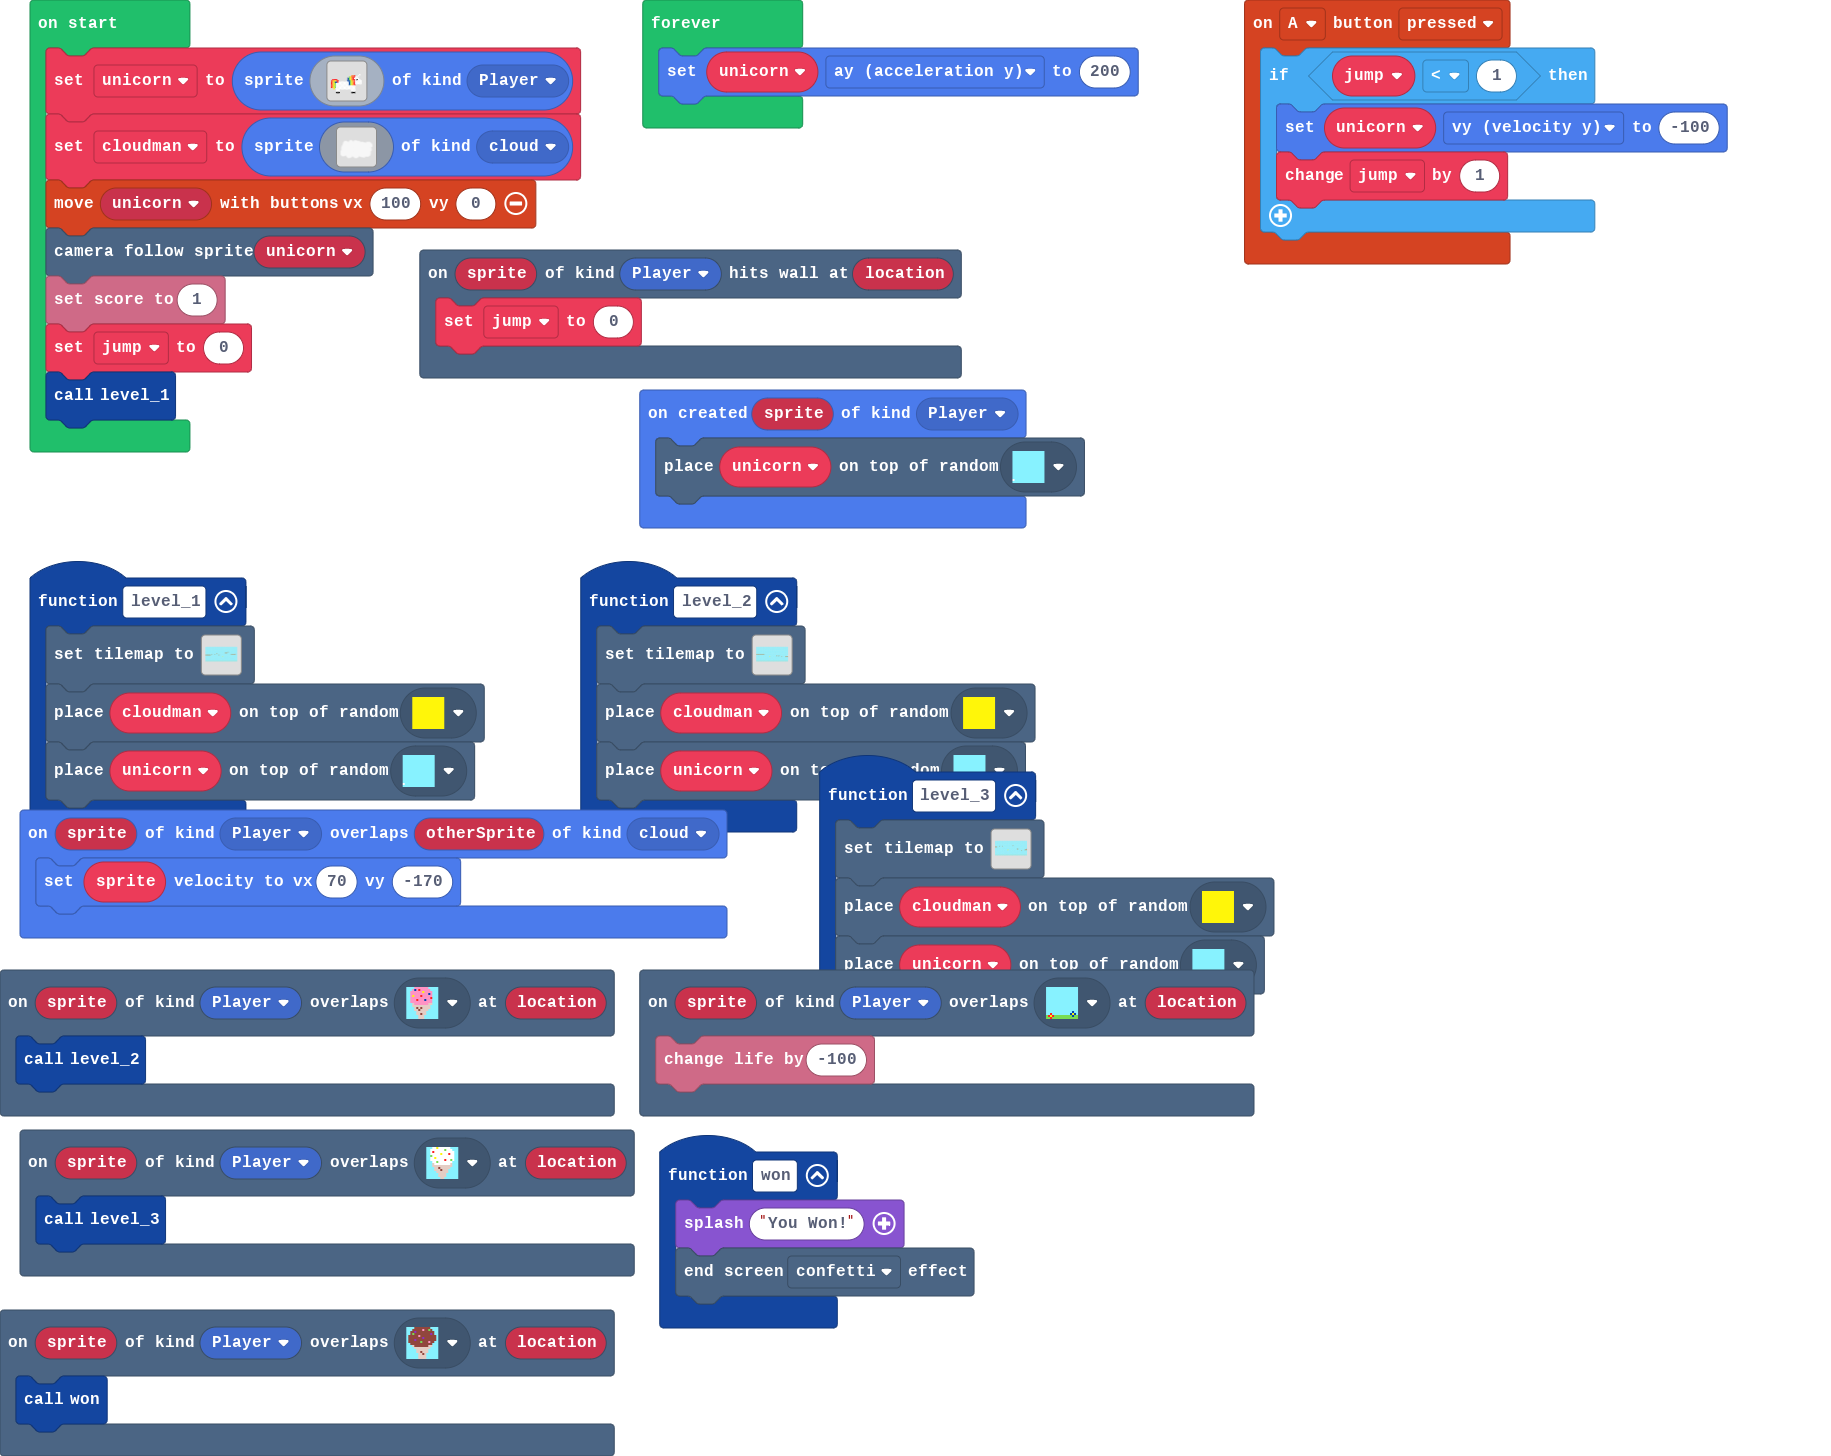 on start
set unicorn to sprite of kind Player
set cloudman to sprite of kind cloud
move unicorn with buttons vx 100 vy 0
camera follow sprite unicorn
set score to 1
set jump to 0
call level_1
forever
set unicorn ay (acceleration y) to 200
on A button pressed
if jump < 1 then
set unicorn vy (velocity y) to -100
change jump by 1
on sprite of kind Player hits wall at location
set jump to 0
on created sprite of kind Player
place unicorn on top of random
function level_1
set tilemap to
place cloudman on top of random
place unicorn on top of random
function level_2
set tilemap to
place cloudman on top of random
place unicorn on t dom
function level_3
set tilemap to
place cloudman on top of random
place unicorn on top of random
on sprite of kind Player overlaps otherSprite of kind cloud
set sprite velocity to vx 70 vy -170
on sprite of kind Player overlaps at location
call level_2
on sprite of kind Player overlaps at location
change life by -100
on sprite of kind Player overlaps at location
call level_3
function won
splash "You Won!"
end screen confetti effect
on sprite of kind Player overlaps at location
call won